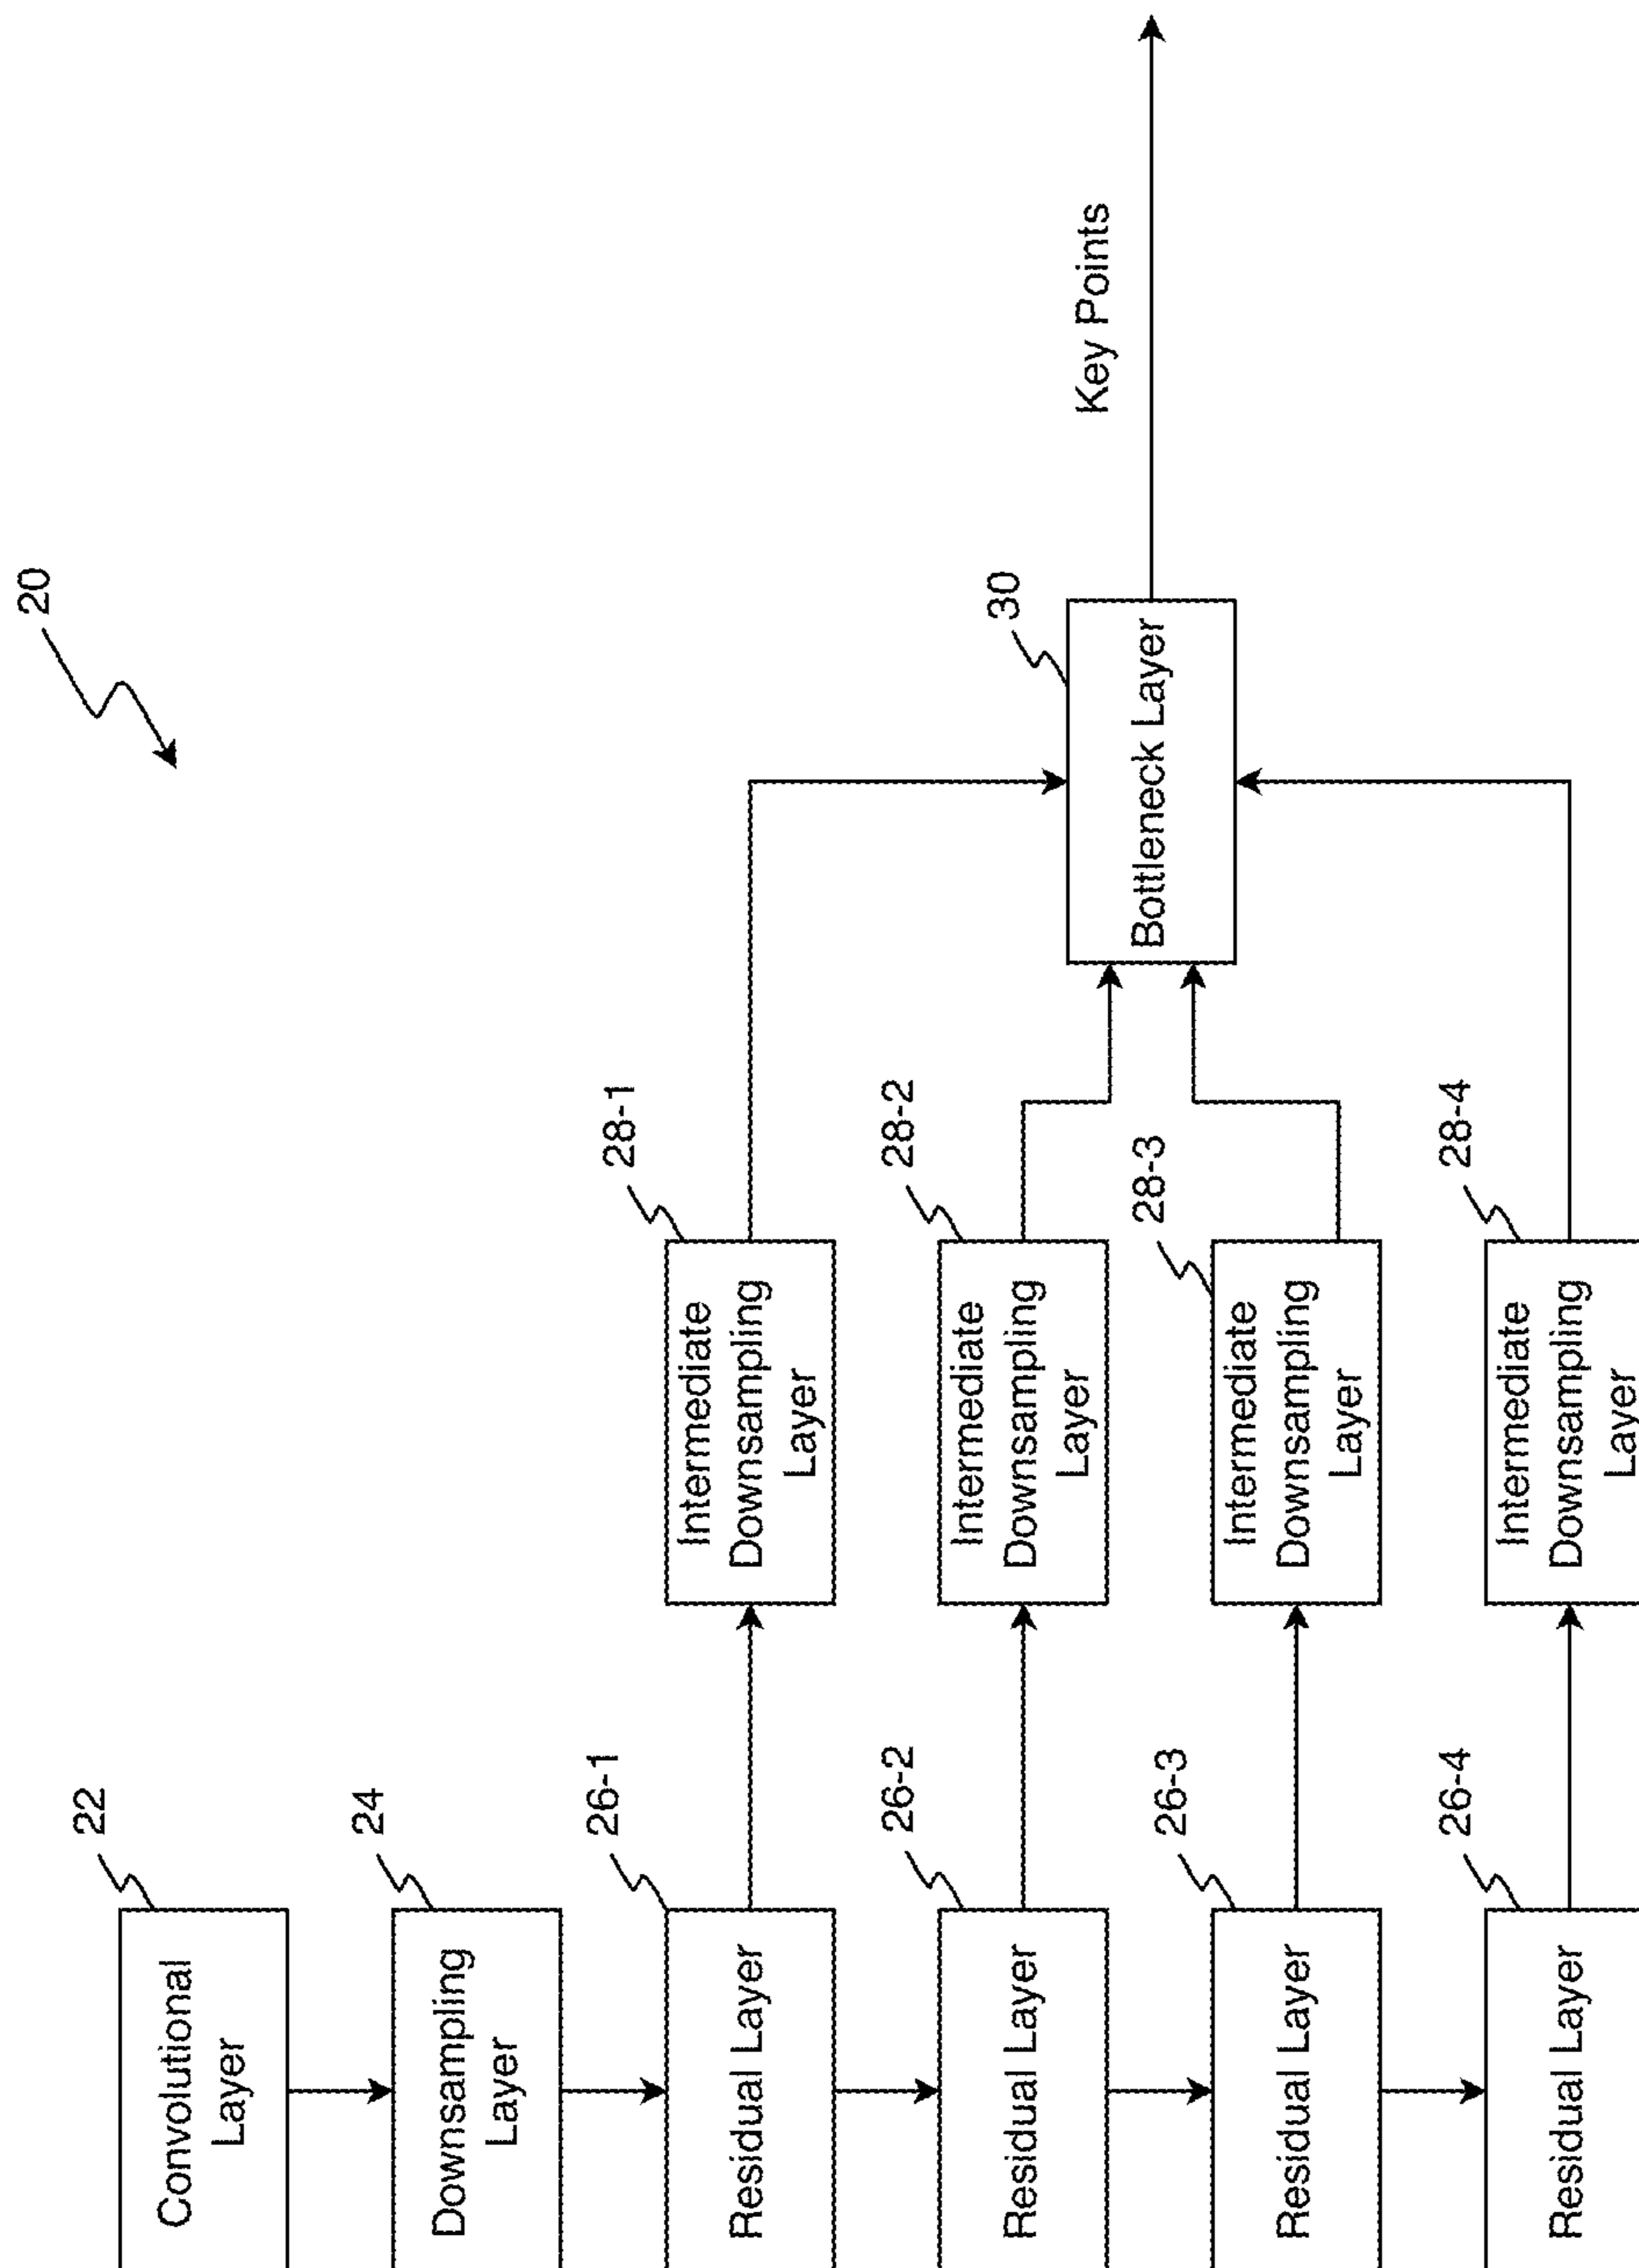 20
22
Convolutional
Layer
24
Downsampling
Layer
26-1
Residual Layer
28-1
Intermediate
Downsampling
Layer
26-2
Residual Layer
28-2
Intermediate
Downsampling
Layer
30
Bottleneck Layer
Key Points
26-3
Residual Layer
28-3
Intermediate
Downsampling
Layer
26-4
Residual Layer
28-4
Intermediate
Downsampling
Layer